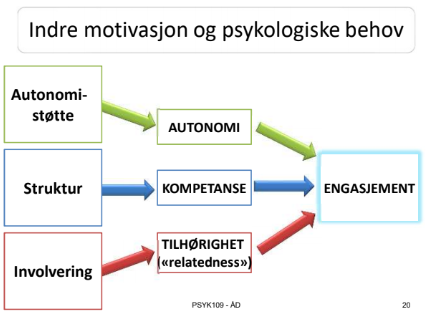 Indre motivasjon og psykologiske behov
Autonomi-
støtte
AUTONOMI
Struktur
KOMPETANSE
ENGASJEMENT
Involvering
TILHØRIGHET
(«relatedness»)
PSYK109 - ÅD
20